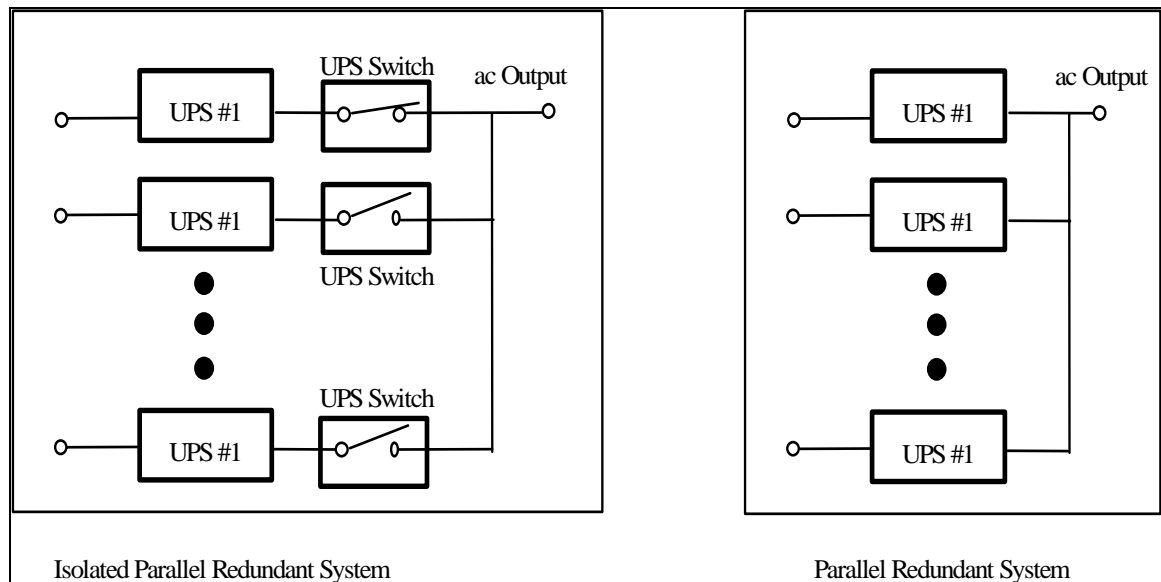 UPS Switch
ac Output
UPS #1
UPS #1
UPS Switch
UPS Switch
UPS #1
Isolated Parallel Redundant System
ac Output
UPS #1
UPS #1
UPS #1
Parallel Redundant System